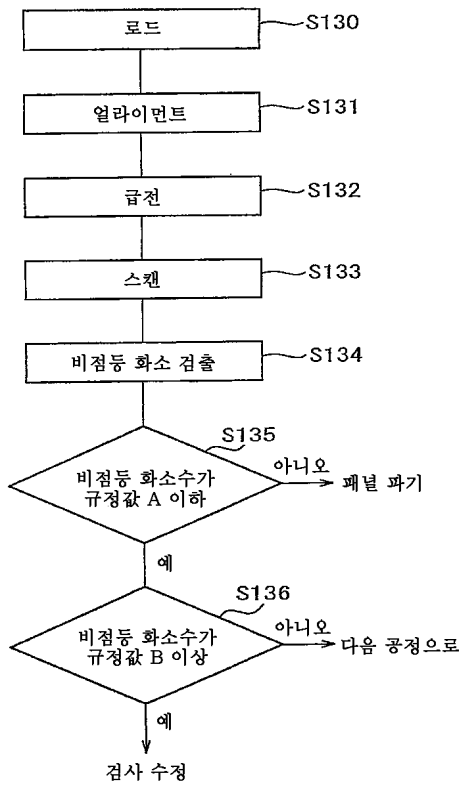 로드
S130
얼라이먼트
S131
급전
S132
스캔
S133
비점등 화소 검출
S134
S135
비점등 화소수가
규정값 A 이하
아니오
패널 파기
예
S136
비점등 화소수가
규정값 B 이상
아니오
다음 공정으로
예
검사 수정